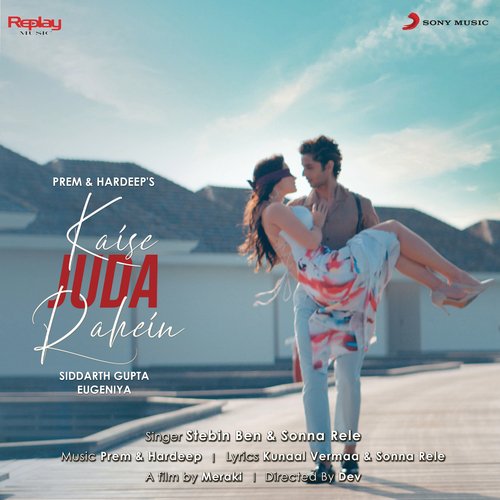 Replay
MUSIC
SONY MUSIC
PREM & HARDEEP'S
Kaise
JUDA
Rahein
SIDDARTH GUPTA
EUGENIYA
Singer Stebin Ben & Sonna Rele
Music Prem & Hardeep | Lyrics Kunaal Vermaa & Sonna Rele
A film by Meraki | Directed By Dev